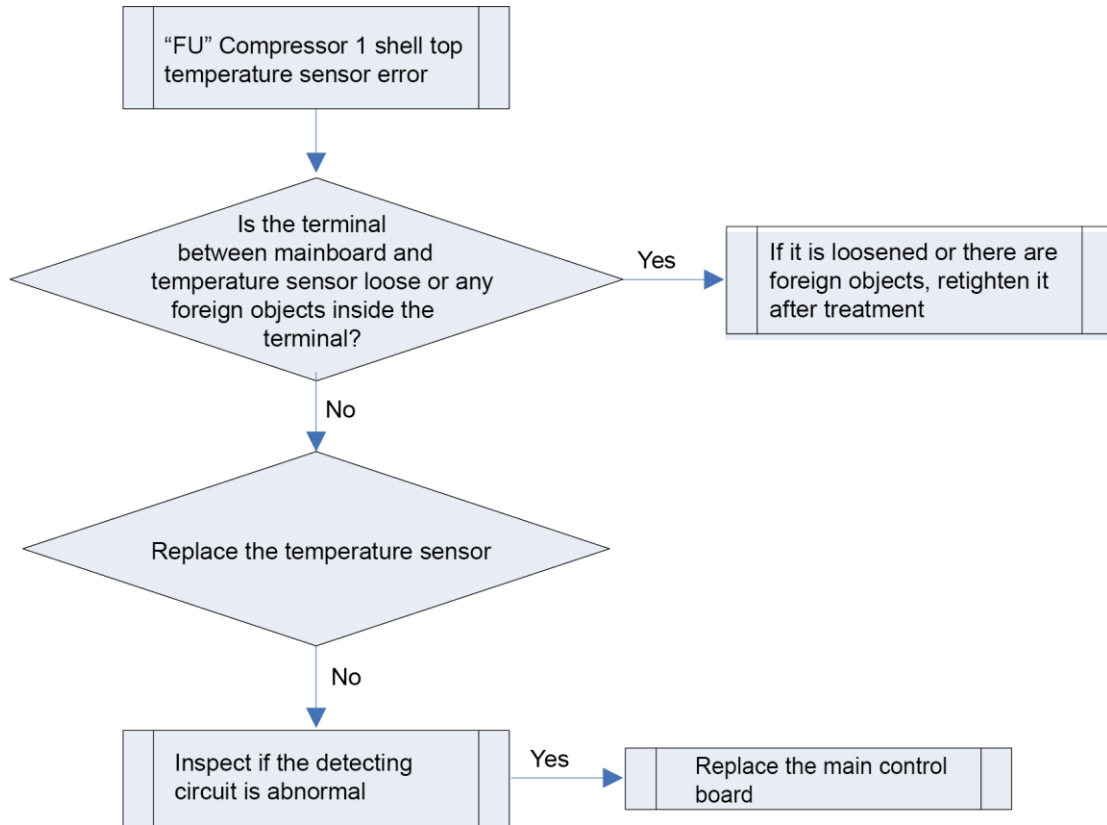 “FU” Compressor 1 shell top
temperature sensor error
Is the terminal
between mainboard and
temperature sensor loose or any
foreign objects inside the
terminal?
Yes
If it is loosened or there are
foreign objects, retighten it
after treatment
No
Replace the temperature sensor
No
Inspect if the detecting
circuit is abnormal
Yes
Replace the main control
board